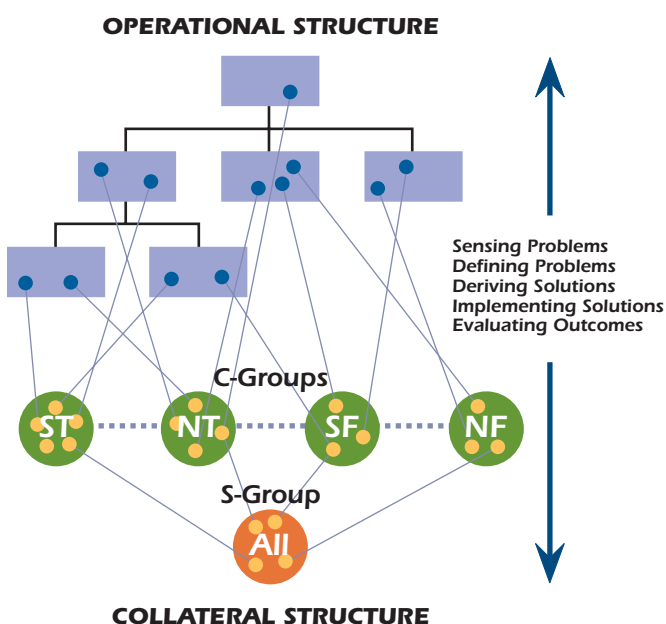 OPERATIONAL STRUCTURE
Sensing Problems
Defining Problems
Deriving Solutions
Implementing Solutions
Evaluating Outcomes
C-Groups
ST
NT
SF
NF
S-Group
All
COLLATERAL STRUCTURE